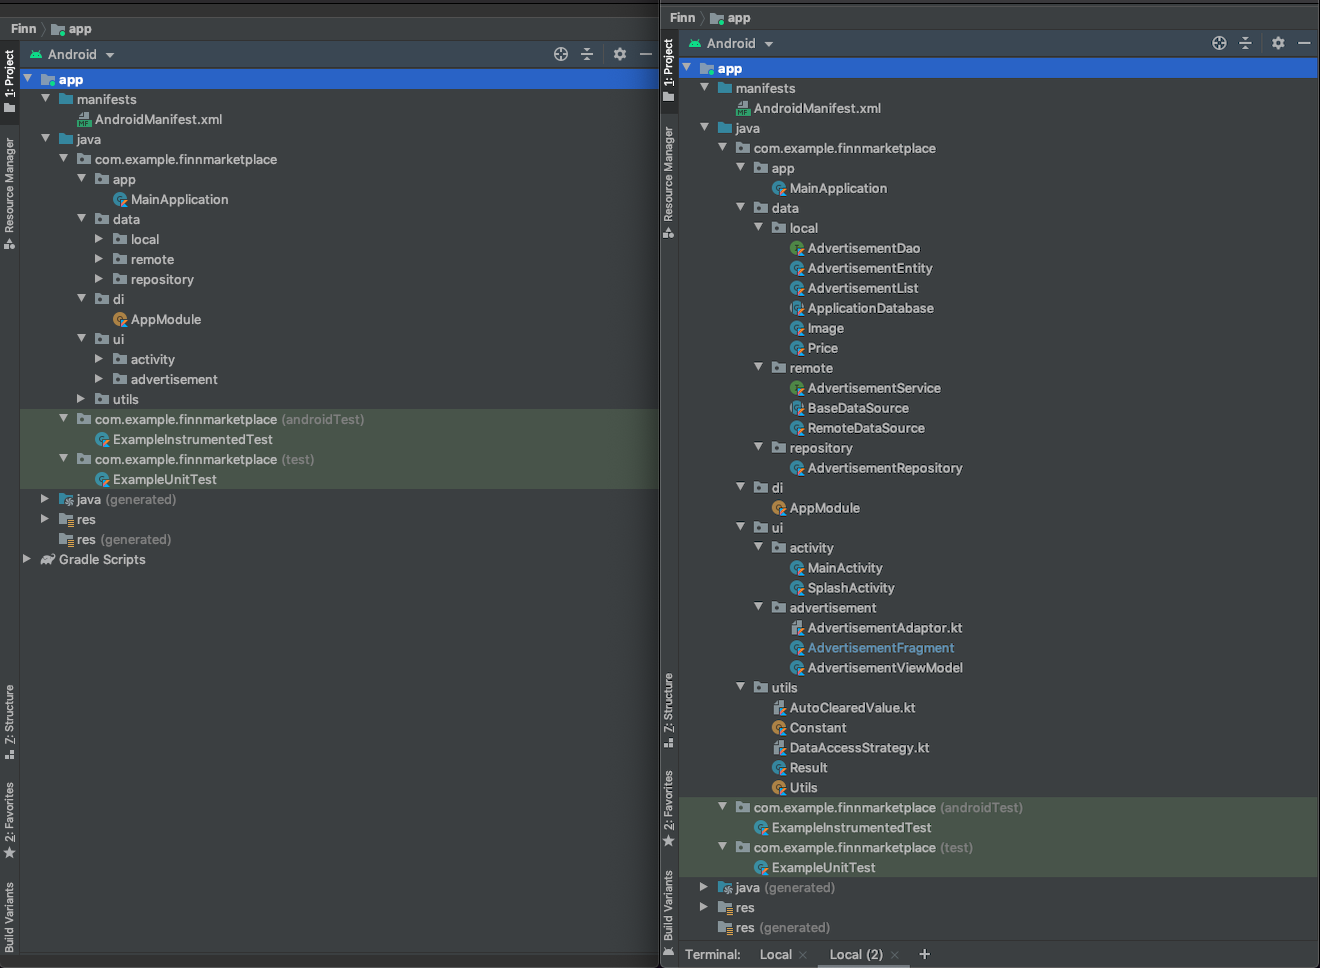 Finn app
Android
1: Project
Resource Manager
Z: Structure
2: Favorites
Build Variants
app
manifests
AndroidManifest.xml
java
com.example.finnmarketplace
app
MainApplication
data
local
remote
repository
di
AppModule
ui
activity
advertisement
utils
com.example.finnmarketplace (androidTest)
ExampleInstrumentedTest
com.example.finnmarketplace (test)
ExampleUnitTest
java (generated)
res
res (generated)
Gradle Scripts
Finn app
Android
1: Project
Resource Manager
Z: Structure
2: Favorites
Build Variants
app
manifests
AndroidManifest.xml
java
com.example.finnmarketplace
app
MainApplication
data
local
AdvertisementDao
AdvertisementEntity
AdvertisementList
ApplicationDatabase
Image
Price
remote
AdvertisementService
BaseDataSource
RemoteDataSource
repository
AdvertisementRepository
di
AppModule
ui
activity
MainActivity
SplashActivity
advertisement
AdvertisementAdaptor.kt
AdvertisementFragment
AdvertisementViewModel
utils
AutoClearedValue.kt
Constant
DataAccessStrategy.kt
Result
Utils
com.example.finnmarketplace (androidTest)
ExampleInstrumentedTest
com.example.finnmarketplace (test)
ExampleUnitTest
java (generated)
res
res (generated)
Terminal: Local × Local (2) × +